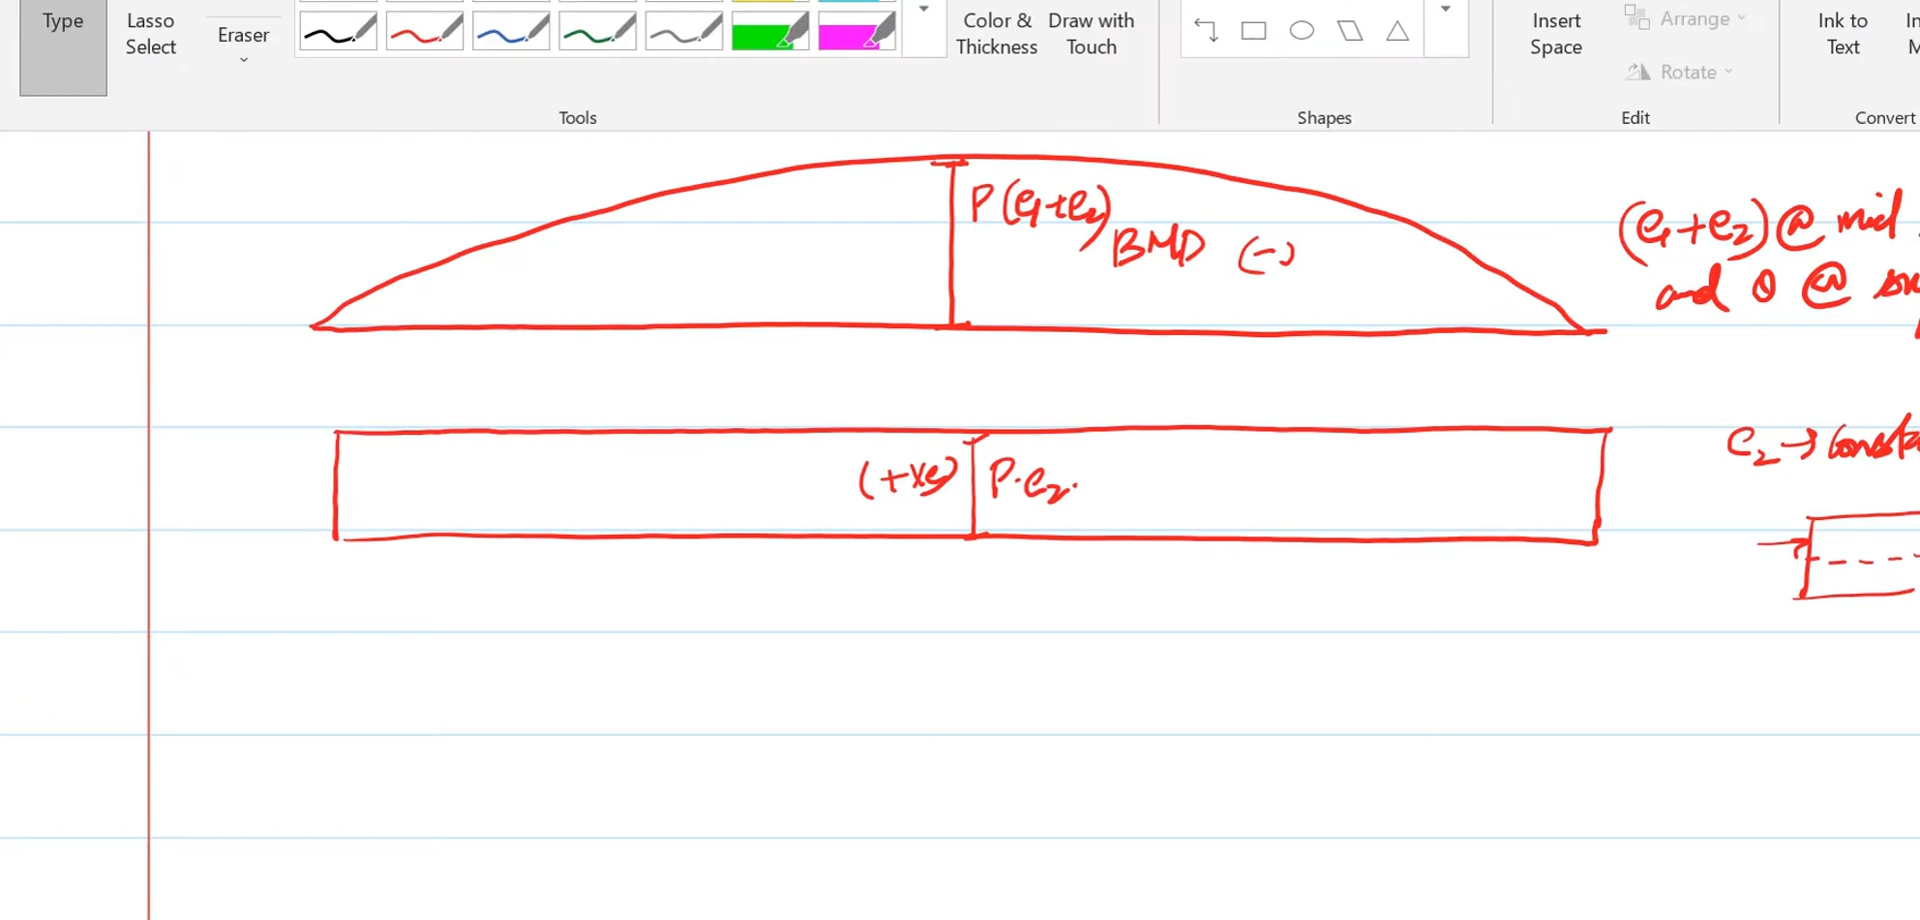 Type
Lasso Select
Eraser
Color & Thickness
Draw with Touch
Insert Space
Arrange
Rotate
Ink to Text
Tools
Shapes
Edit
Convert
P(e1+e2)
BMD (-)
(e1+e2) @ mid
and 0 @
(+ve) P.e2.
e2 →